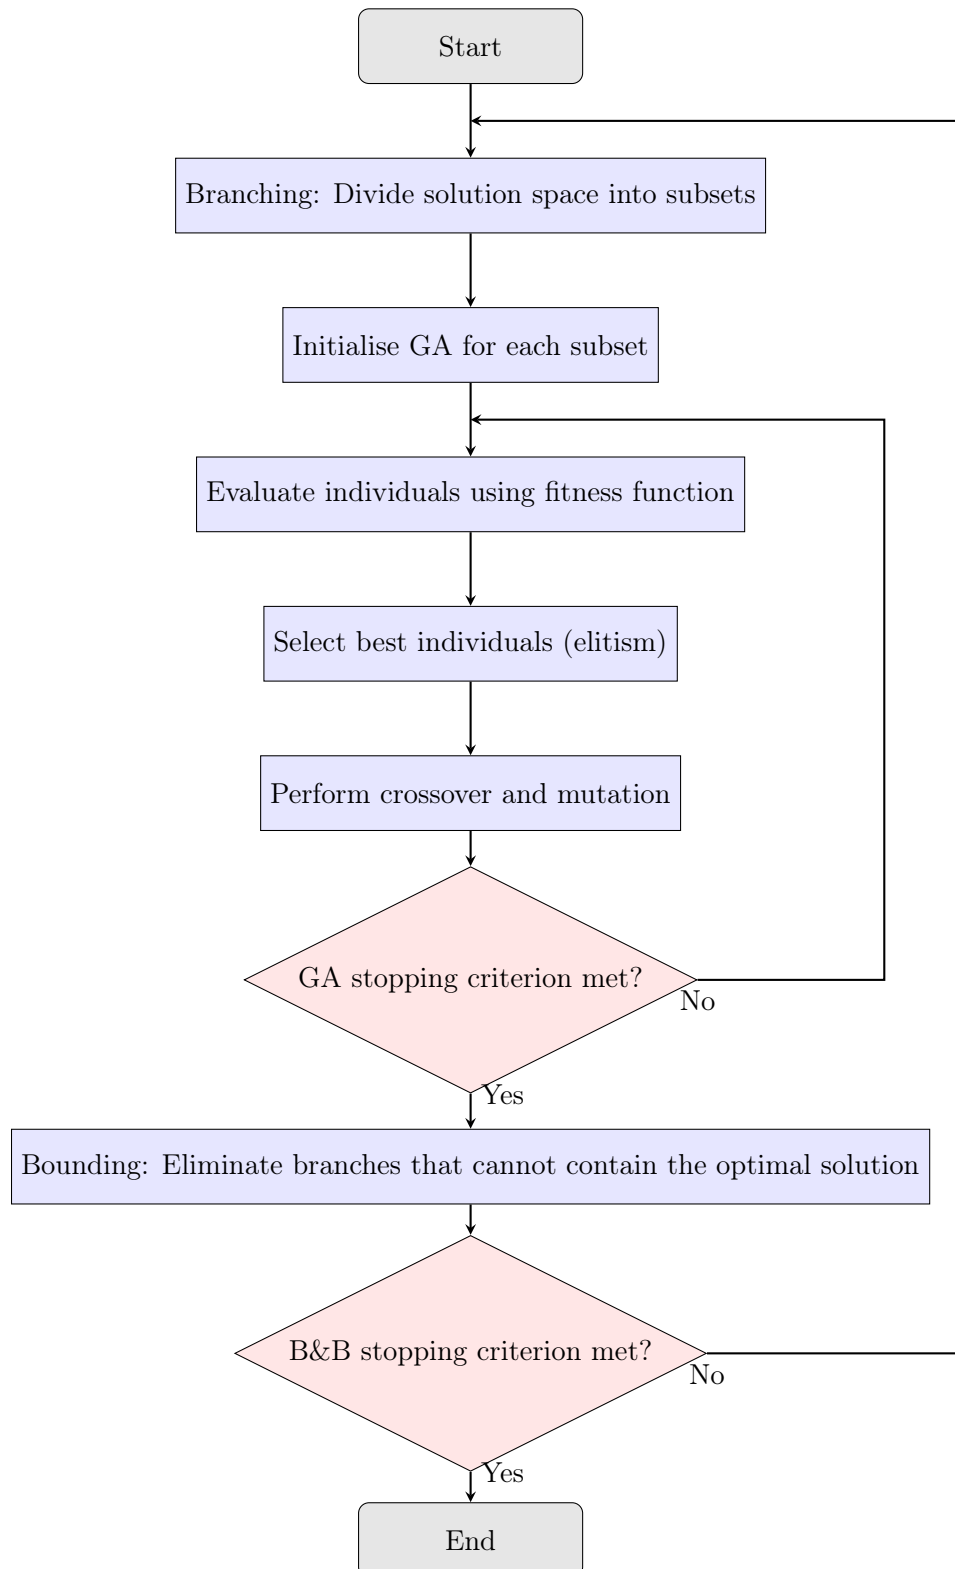 Start
Branching: Divide solution space into subsets
Initialise GA for each subset
Evaluate individuals using fitness function
Select best individuals (elitism)
Perform crossover and mutation
GA stopping criterion met?
No
Yes
Bounding: Eliminate branches that cannot contain the optimal solution
B&B stopping criterion met?
No
Yes
End